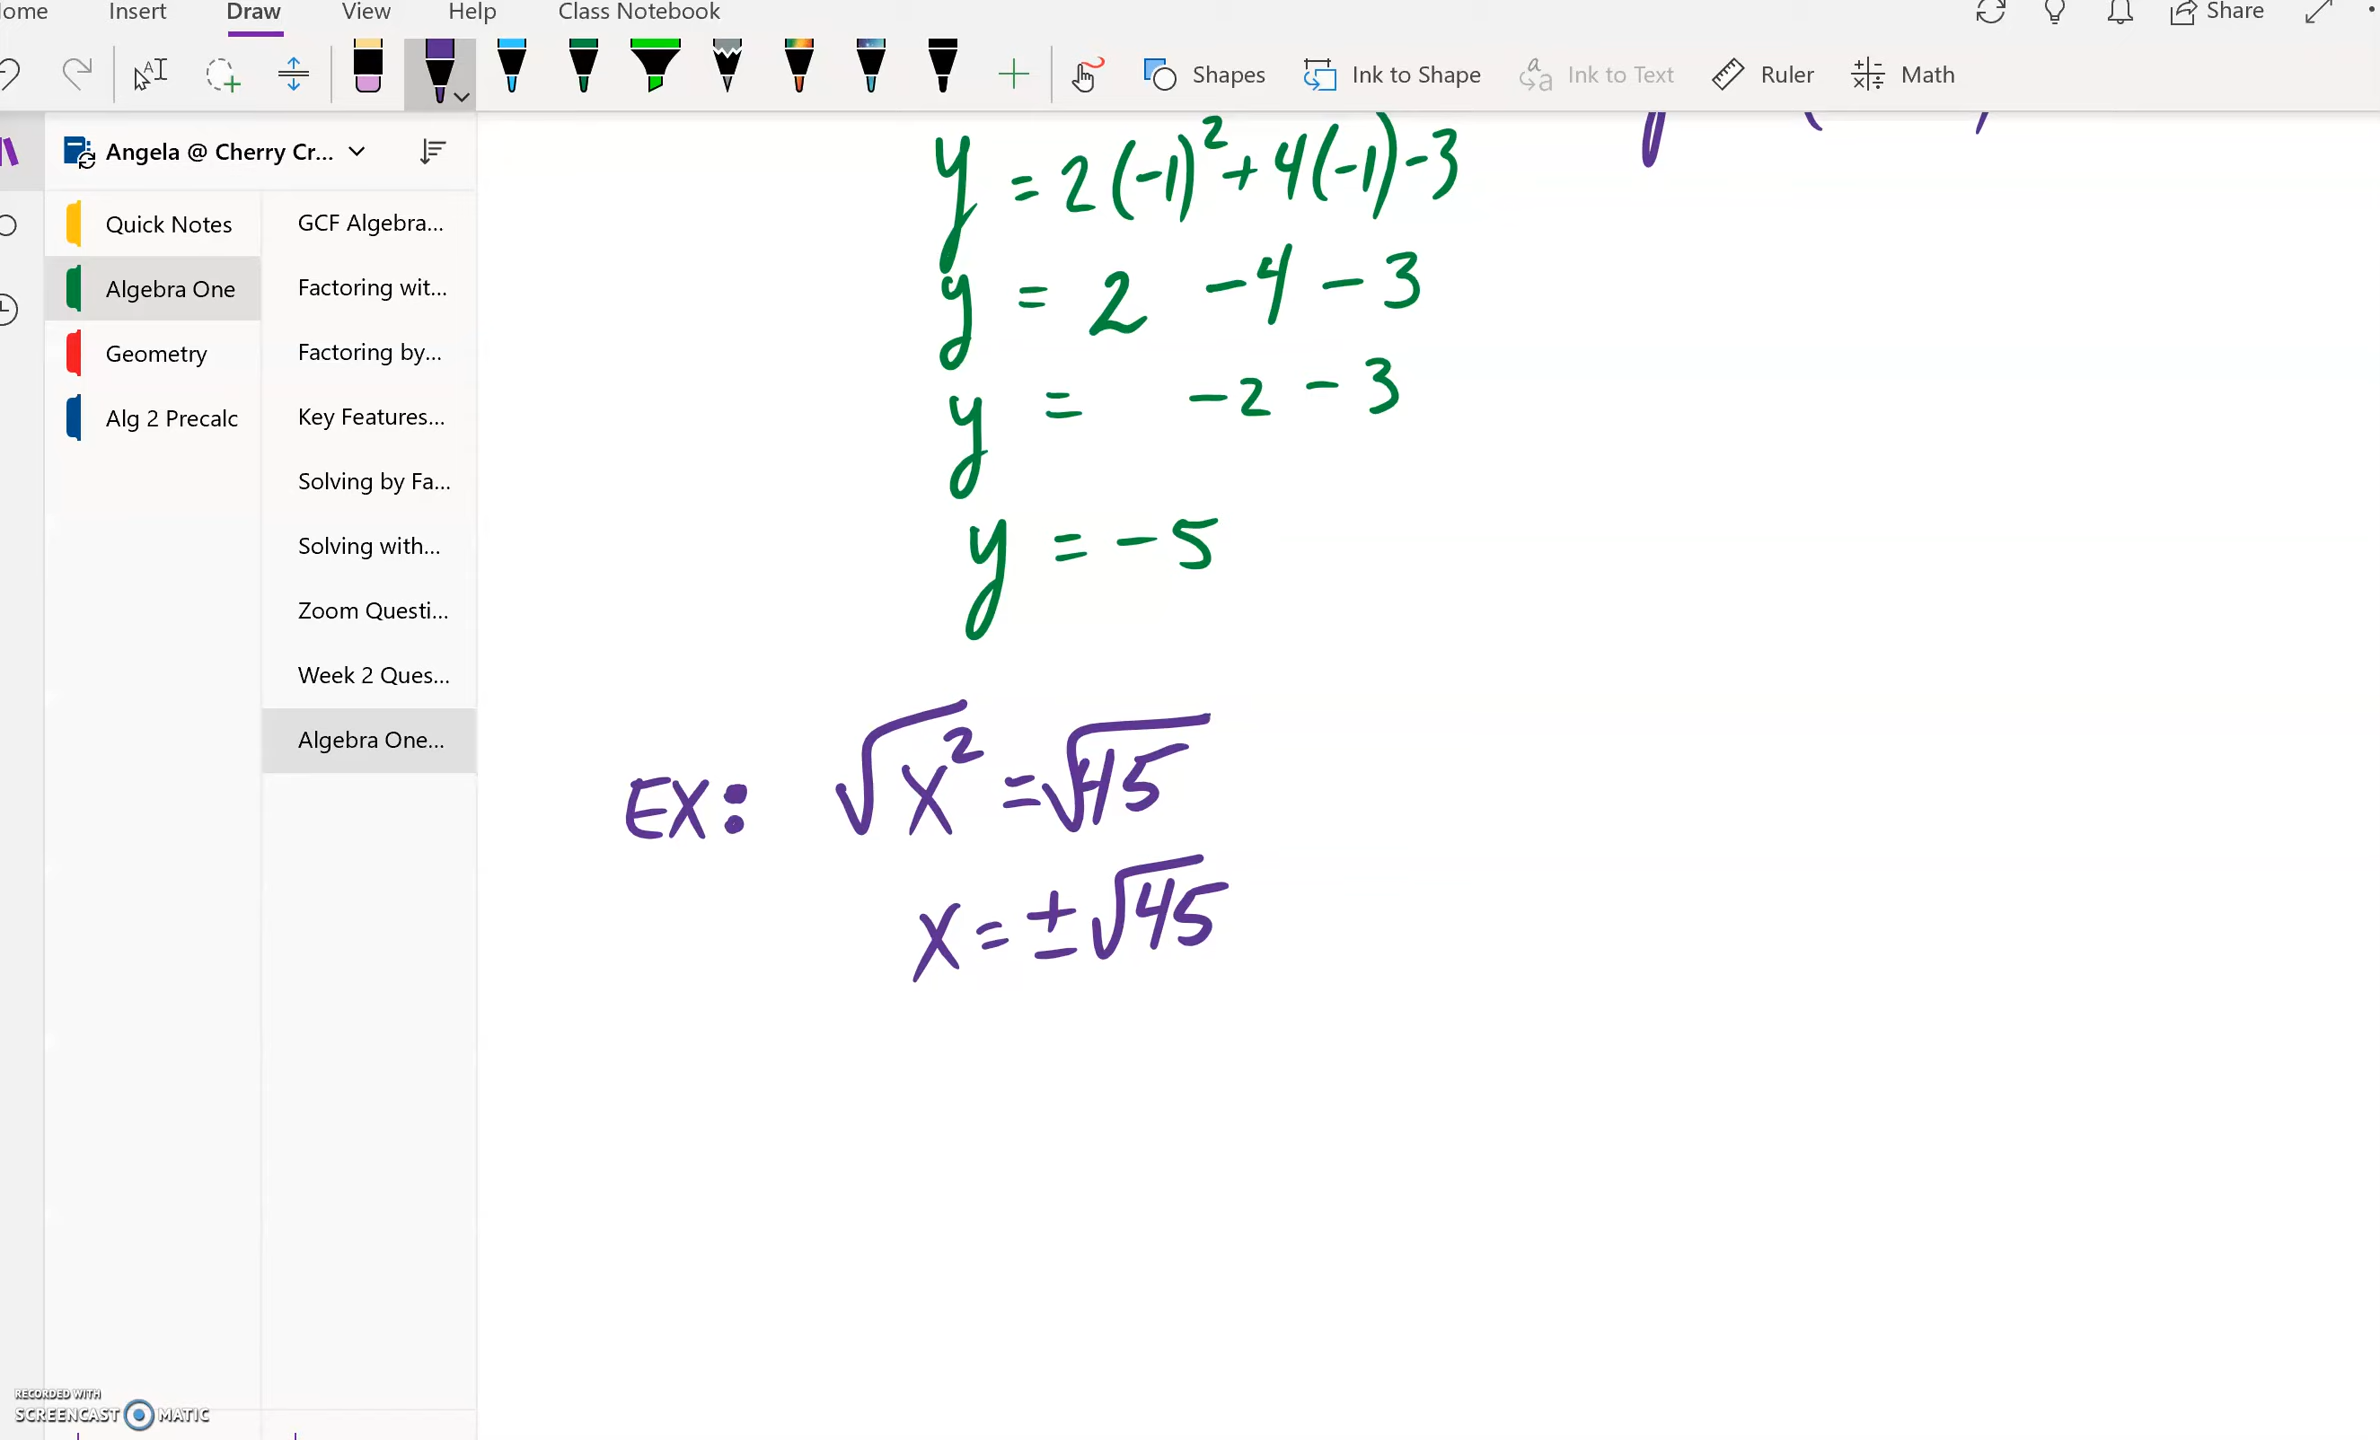 ome Insert Draw View Help Class Notebook Share
Shapes Ink to Shape Ink to Text Ruler Math
Angela @ Cherry Cr...
Quick Notes
Algebra One
Geometry
Alg 2 Precalc
GCF Algebra...
Factoring wit...
Factoring by...
Key Features...
Solving by Fa...
Solving with...
Zoom Questi...
Week 2 Ques...
Algebra One...
y = 2(-1)² + 4(-1) - 3
y = 2 - 4 - 3
y = - 2 - 3
y = - 5
EX: √x² = √45
x = ± √45
RECORDED WITH
SCREENCAST MATIC